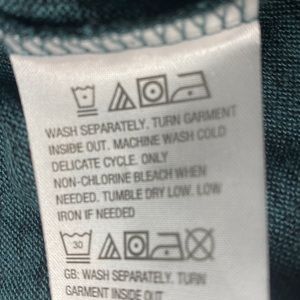 WASH SEPARATELY. TURN GARMENT
INSIDE OUT. MACHINE WASH COLD
DELICATE CYCLE. ONLY
NON-CHLORINE BLEACH WHEN
NEEDED. TUMBLE DRY LOW. LOW
IRON IF NEEDED
30
GB: WASH SEPARATELY. TURN
GARMENT INSIDE OUT.